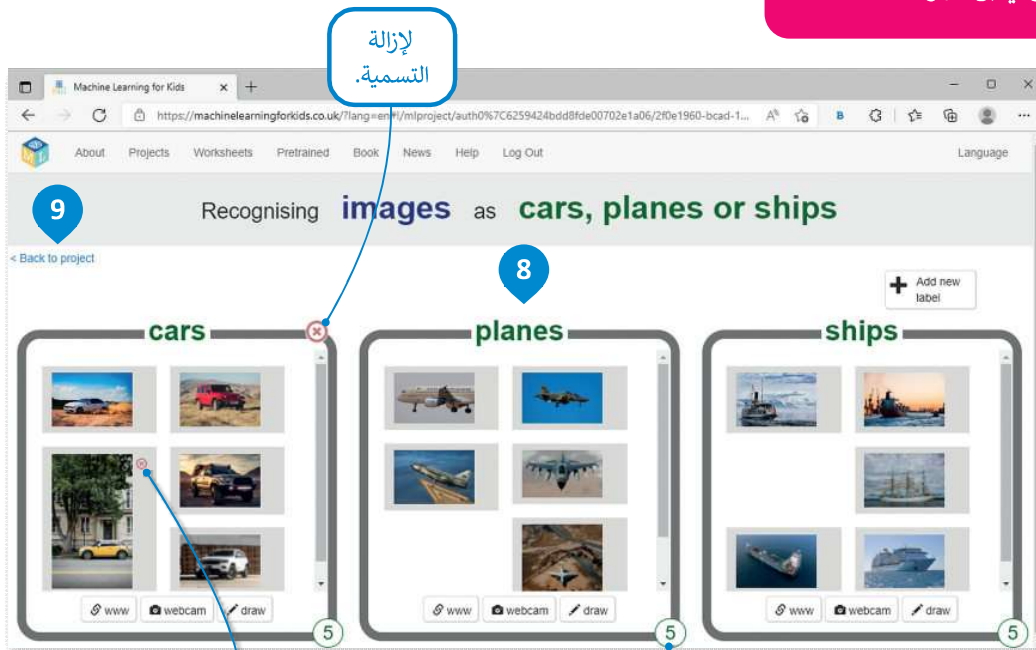 لإزالة
التسمية.
Machine Learning for Kids
https://machinelearningforkids.co.uk/?lang=en#!/mlproject/auth0%7C6259424bdd8fde00702e1a06/2f0e1960-bcad-1...
About Projects Worksheets Pretrained Book News Help Log Out Language
9
Recognising images as cars, planes or ships
< Back to project
8
Add new
label
cars planes ships
www webcam draw www webcam draw www webcam draw
5 5 5